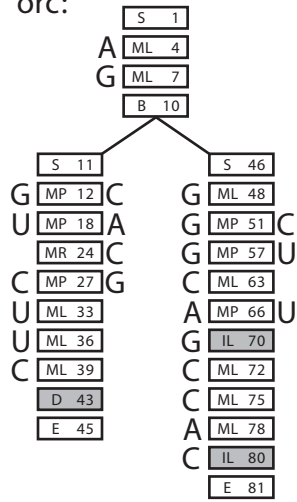 orc:
S 1
A ML 4
G ML 7
B 10
S 11
G MP 12 C
U MP 18 A
MR 24 C
C MP 27 G
U ML 33
U ML 36
C ML 39
D 43
E 45
S 46
G ML 48
G MP 51 C
G MP 57 U
C ML 63
A MP 66 U
G IL 70
C ML 72
C ML 75
A ML 78
C IL 80
E 81